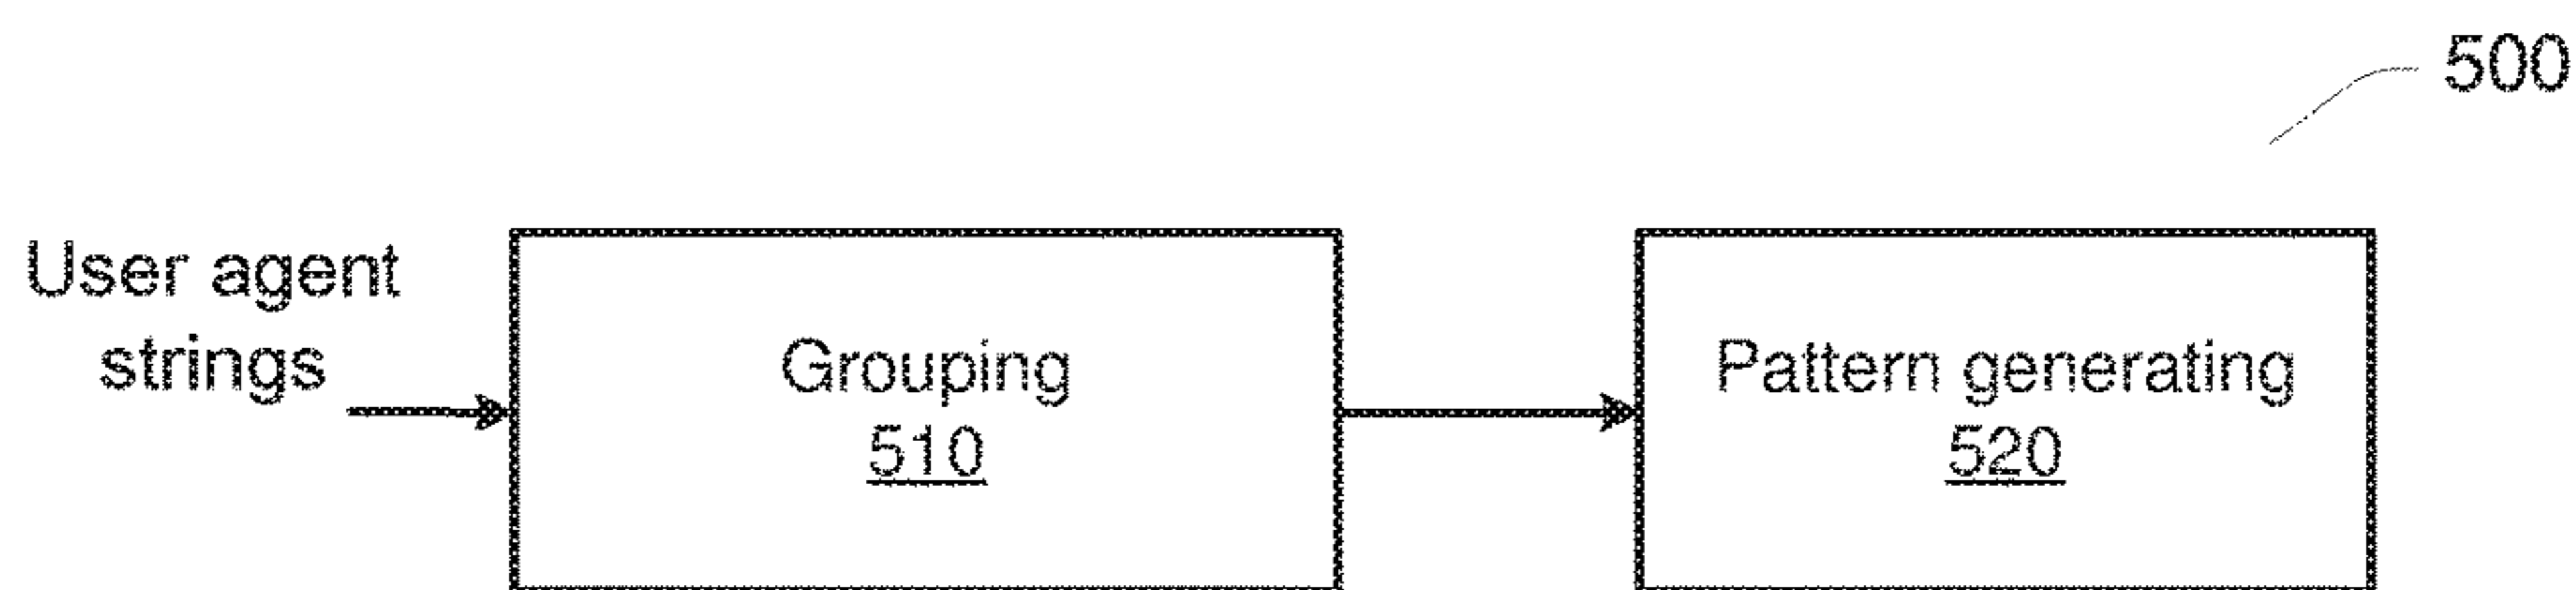 500
User agent
strings
Grouping
510
Pattern generating
520